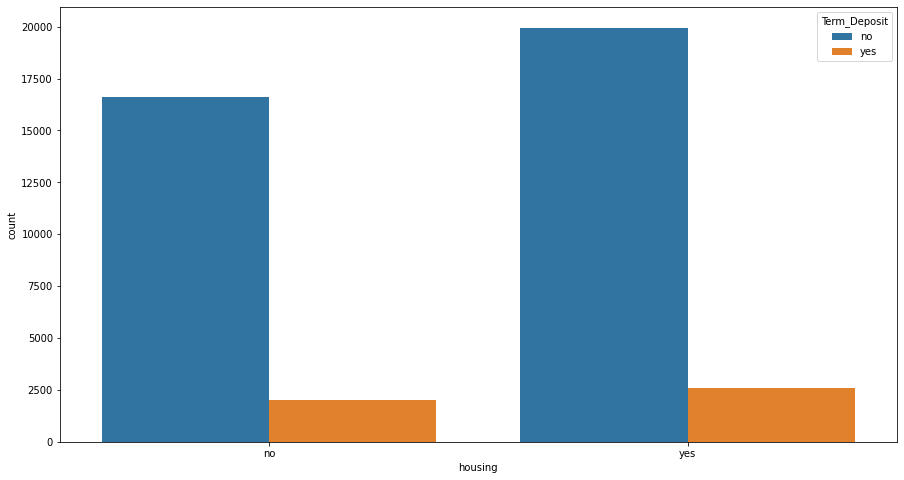 Term_Deposit
no
yes
20000
17500
15000
12500
10000
7500
5000
2500
0
count
no
yes
housing